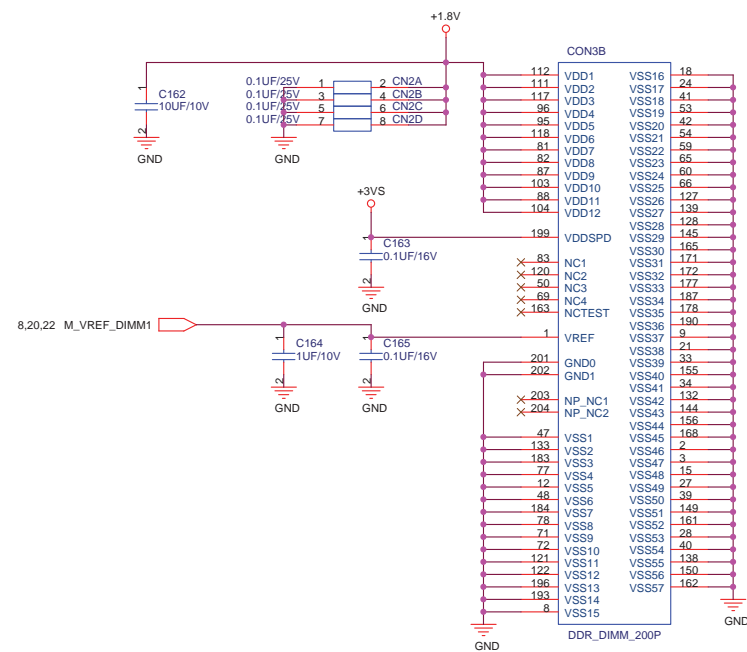 +1.8V
CON3B
C162
10UF/10V
1
2
GND
0.1UF/25V 1 2 CN2A
0.1UF/25V 3 4 CN2B
0.1UF/25V 5 6 CN2C
0.1UF/25V 7 8 CN2D
GND
112 VDD1 VSS16 18
111 VDD2 VSS17 24
117 VDD3 VSS18 41
96 VDD4 VSS19 53
95 VDD5 VSS20 42
118 VDD6 VSS21 54
81 VDD7 VSS22 59
82 VDD8 VSS23 65
87 VDD9 VSS24 60
103 VDD10 VSS25 66
88 VDD11 VSS26 127
104 VDD12 VSS27 139
VSS28 128
199 VDDSPD VSS29 145
VSS30 165
83 NC1 VSS31 171
120 NC2 VSS32 172
50 NC3 VSS33 177
69 NC4 VSS34 187
163 NCTEST VSS35 178
VSS36 190
1 VREF VSS37 9
VSS38 21
201 GND0 VSS39 33
202 GND1 VSS40 155
VSS41 34
203 NP_NC1 VSS42 132
204 NP_NC2 VSS43 144
VSS44 156
47 VSS1 VSS45 168
133 VSS2 VSS46 2
183 VSS3 VSS47 3
77 VSS4 VSS48 15
12 VSS5 VSS49 27
48 VSS6 VSS50 39
184 VSS7 VSS51 149
78 VSS8 VSS52 161
71 VSS9 VSS53 28
72 VSS10 VSS54 40
121 VSS11 VSS55 138
122 VSS12 VSS56 150
196 VSS13 VSS57 162
193 VSS14
8 VSS15
+3VS
1
C163
0.1UF/16V
2
GND
8,20,22 M_VREF_DIMM1
1
C164
1UF/10V
2
GND
1
C165
0.1UF/16V
2
GND
GND
GND
DDR_DIMM_200P